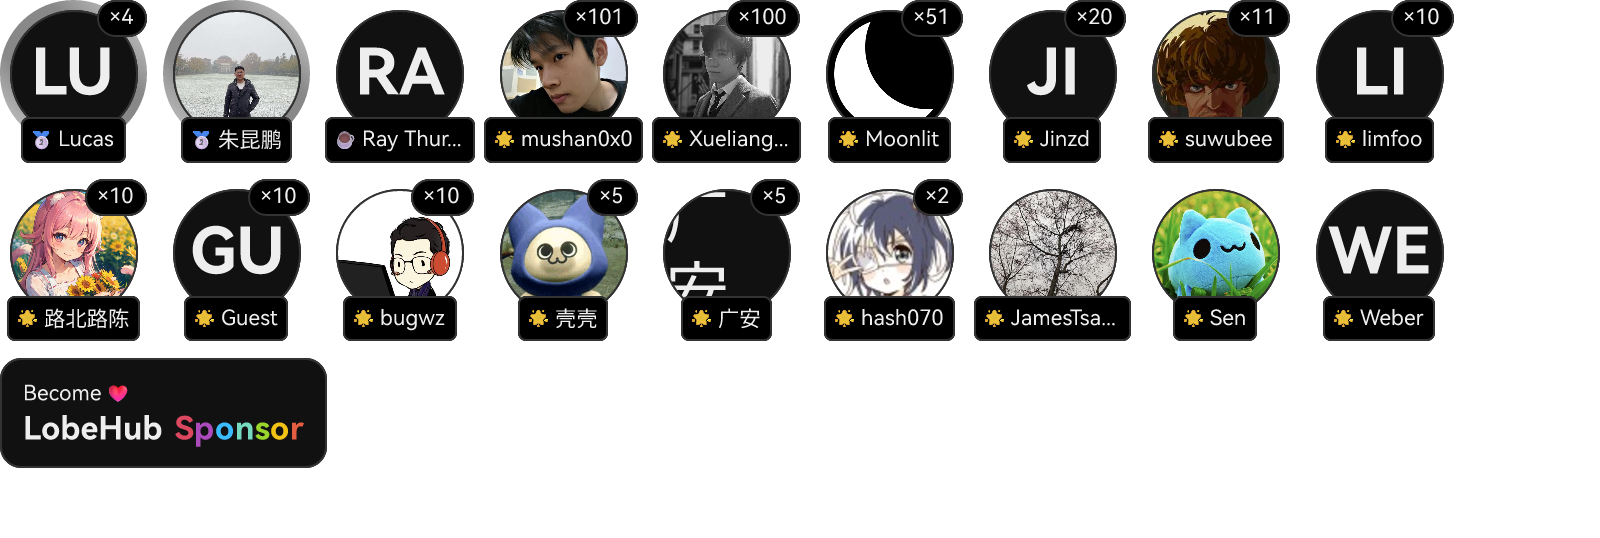 LU ×4
RA
×101
×100
×51
JI ×20
×11
LI ×10
Lucas
朱昆鹏
Ray Thur...
mushan0x0
Xueliang...
Moonlit
Jinzd
suwubee
limfoo
×10
GU ×10
×10
×5
广安 ×5
×2
WE
路北路陈
Guest
bugwz
壳壳
广安
hash070
JamesTsa...
Sen
Weber
Become
LobeHub Sponsor